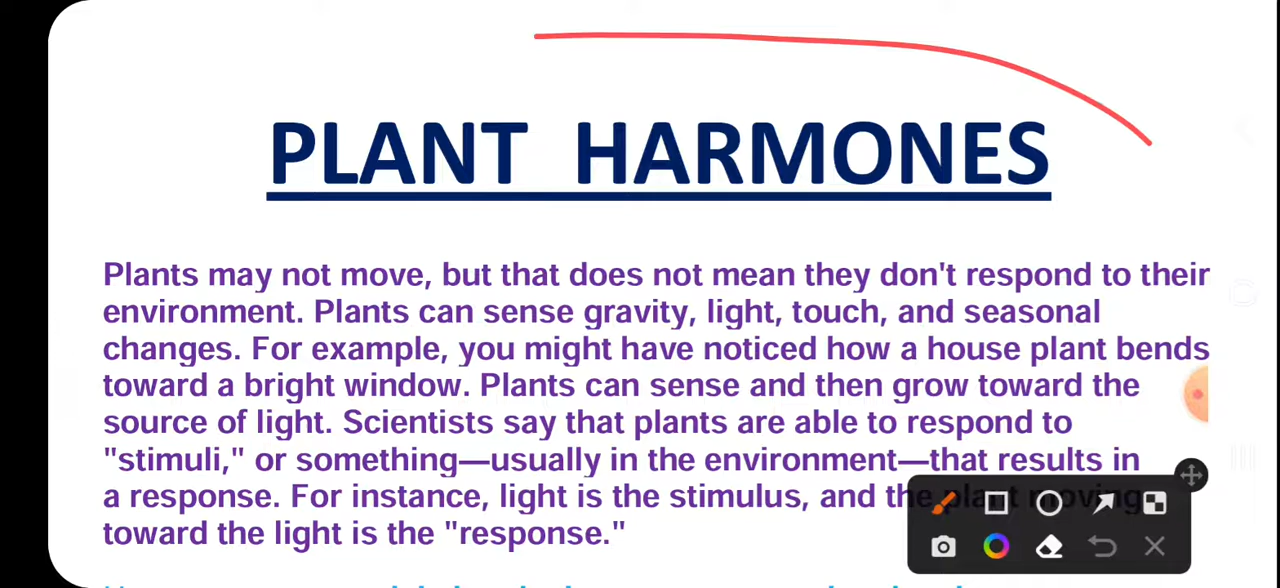 PLANT HARMONES
Plants may not move, but that does not mean they don't respond to their
environment. Plants can sense gravity, light, touch, and seasonal
changes. For example, you might have noticed how a house plant bends
toward a bright window. Plants can sense and then grow toward the
source of light. Scientists say that plants are able to respond to
"stimuli," or something—usually in the environment—that results in
a response. For instance, light is the stimulus, and the plant moving
toward the light is the "response."